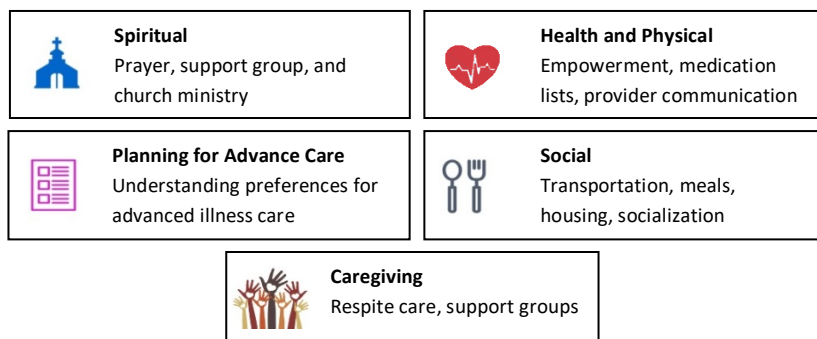 Spiritual
Prayer, support group, and
church ministry
Health and Physical
Empowerment, medication
lists, provider communication
Planning for Advance Care
Understanding preferences for
advanced illness care
Social
Transportation, meals,
housing, socialization
Caregiving
Respite care, support groups